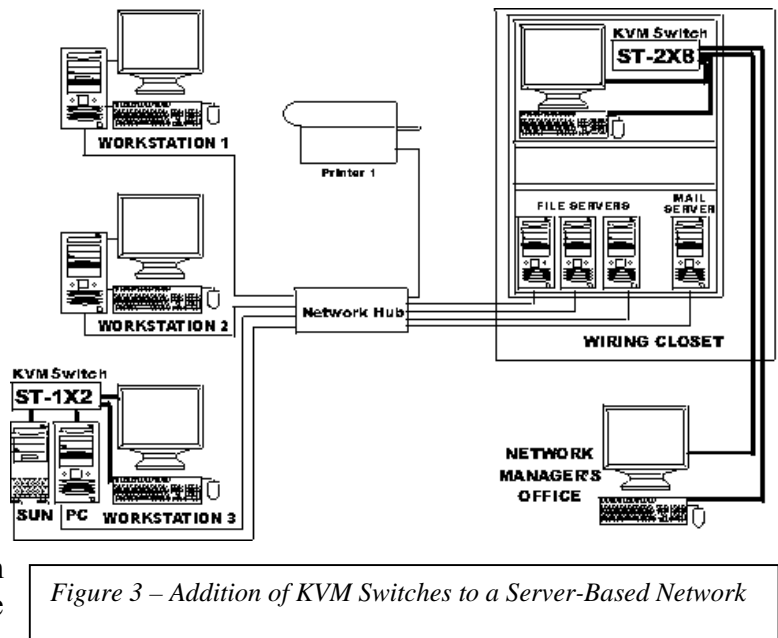 KVM Switch
ST-2X8
WORKSTATION 1
Printer 1
FILE SERVERS
MAIL
SERVER
WORKSTATION 2
Network Hub
WIRING CLOSET
KVM Switch
ST-1X2
SUN PC WORKSTATION 3
NETWORK
MANAGER'S
OFFICE
Figure 3 – Addition of KVM Switches to a Server-Based Network